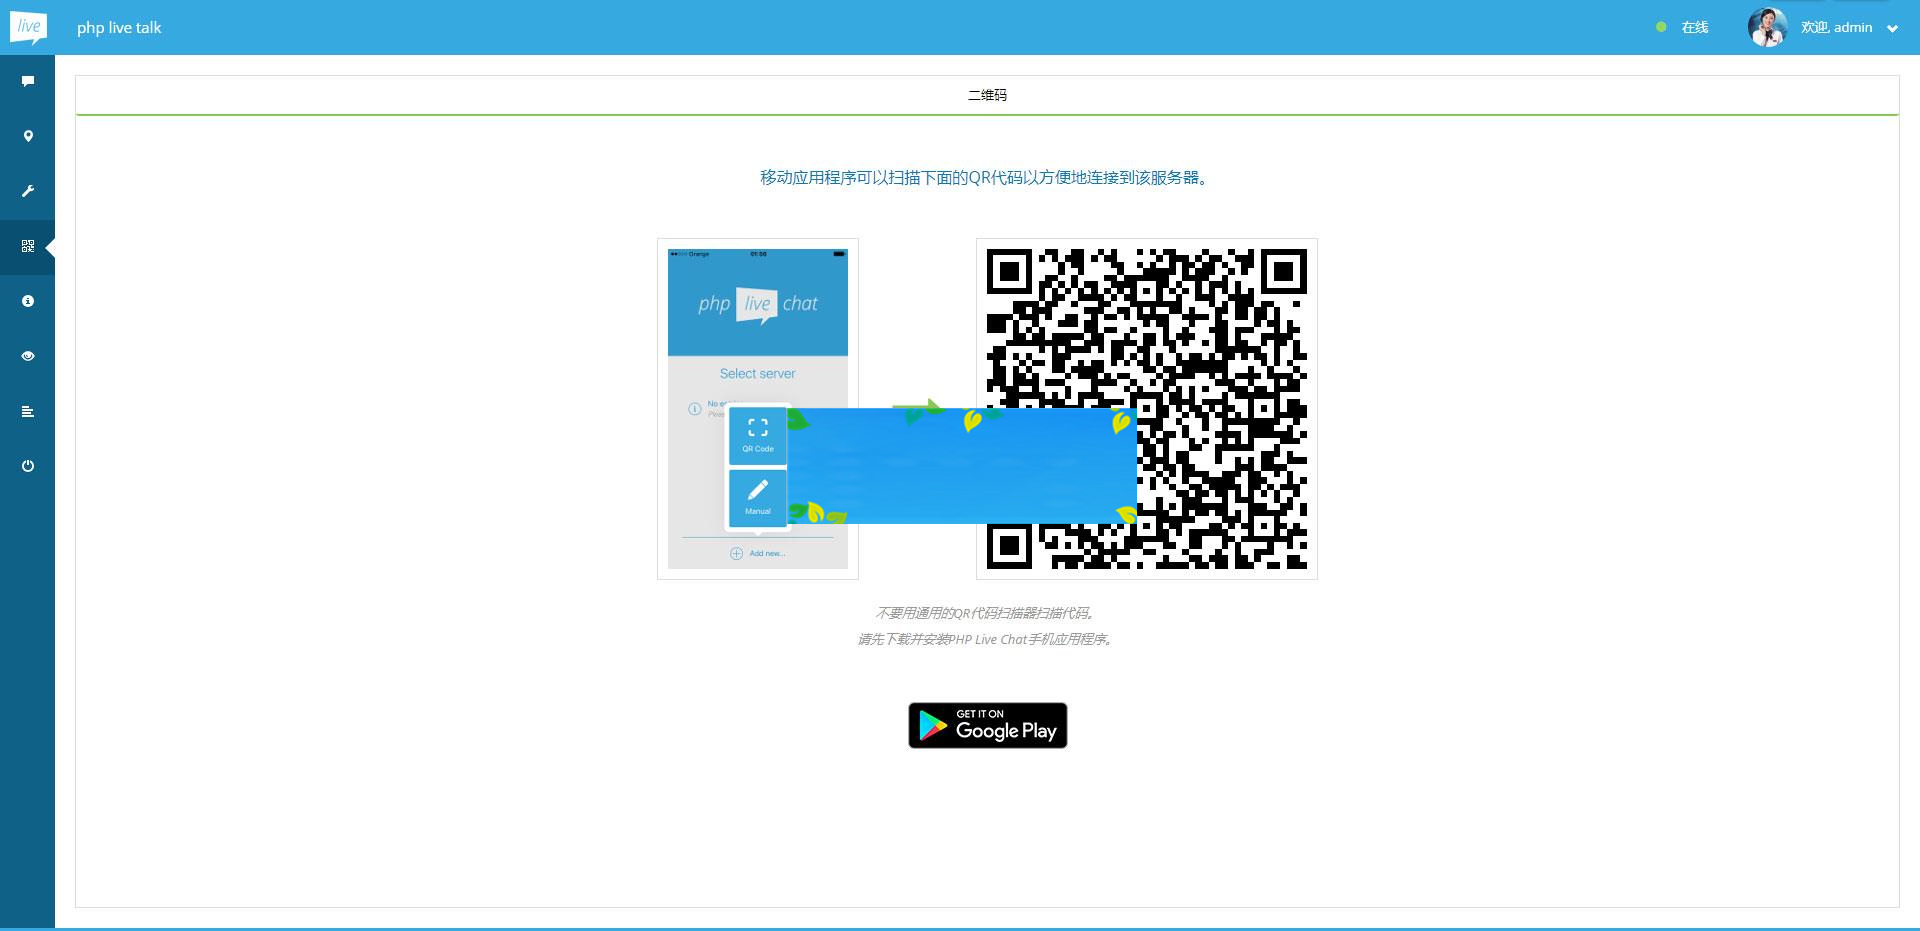 live
php live talk
在线
欢迎, admin
二维码
移动应用程序可以扫描下面的QR代码以方便地连接到该服务器。
Orange
01:56
php live chat
Select server
QR Code
Manual
Add new...
不要用通用的QR代码扫描器扫描代码。
请先下载并安装PHP Live Chat手机应用程序。
GET IT ON
Google Play